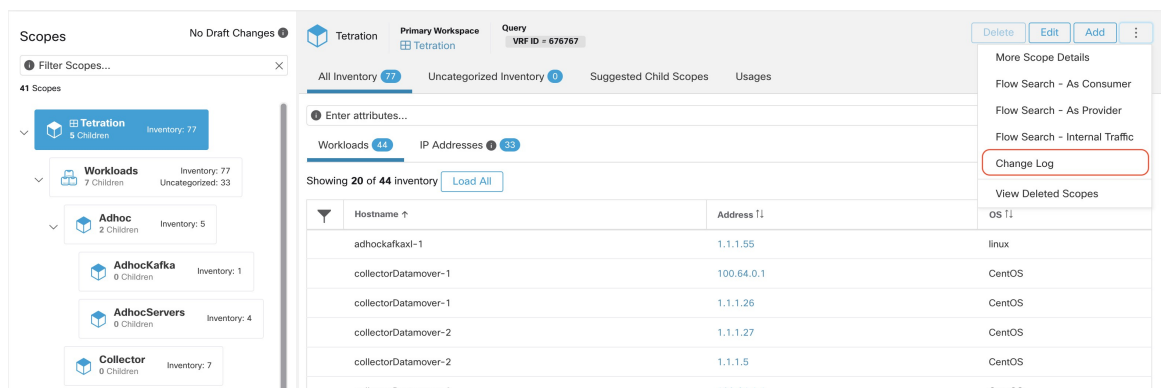 Scopes
No Draft Changes
Filter Scopes...
41 Scopes
Tetration
5 Children
Inventory: 77
Workloads
7 Children
Inventory: 77
Uncategorized: 33
Adhoc
2 Children
Inventory: 5
AdhocKafka
0 Children
Inventory: 1
AdhocServers
0 Children
Inventory: 4
Collector
0 Children
Inventory: 7
Tetration
Primary Workspace
Tetration
Query
VRF ID = 676767
Delete Edit Add
More Scope Details
Flow Search - As Consumer
Flow Search - As Provider
Flow Search - Internal Traffic
Change Log
View Deleted Scopes
All Inventory 77 Uncategorized Inventory 0 Suggested Child Scopes Usages
Enter attributes...
Workloads 44 IP Addresses 33
Showing 20 of 44 inventory Load All
Hostname ↑ Address ↑↓ OS ↑↓
adhockafkaxl-1 1.1.1.55 linux
collectorDatamover-1 100.64.0.1 CentOS
collectorDatamover-1 1.1.1.26 CentOS
collectorDatamover-2 1.1.1.27 CentOS
collectorDatamover-2 1.1.1.5 CentOS